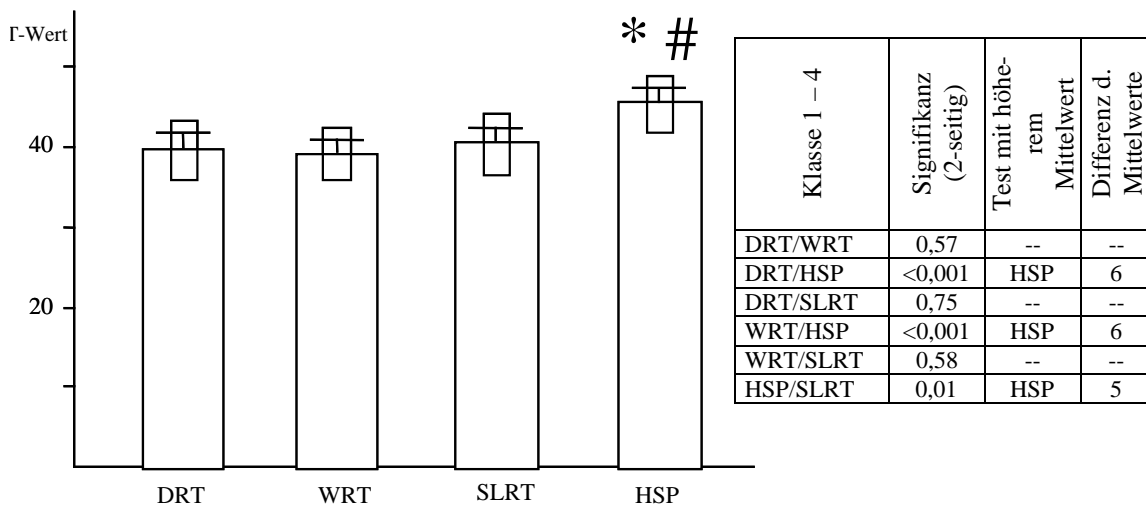 T-Wert
40
20
* #
DRT WRT SLRT HSP
Klasse 1 – 4
Signifikanz
(2-seitig)
Test mit höhe-
rem
Mittelwert
Differenz d.
Mittelwerte
DRT/WRT 0,57 -- --
DRT/HSP <0,001 HSP 6
DRT/SLRT 0,75 -- --
WRT/HSP <0,001 HSP 6
WRT/SLRT 0,58 -- --
HSP/SLRT 0,01 HSP 5